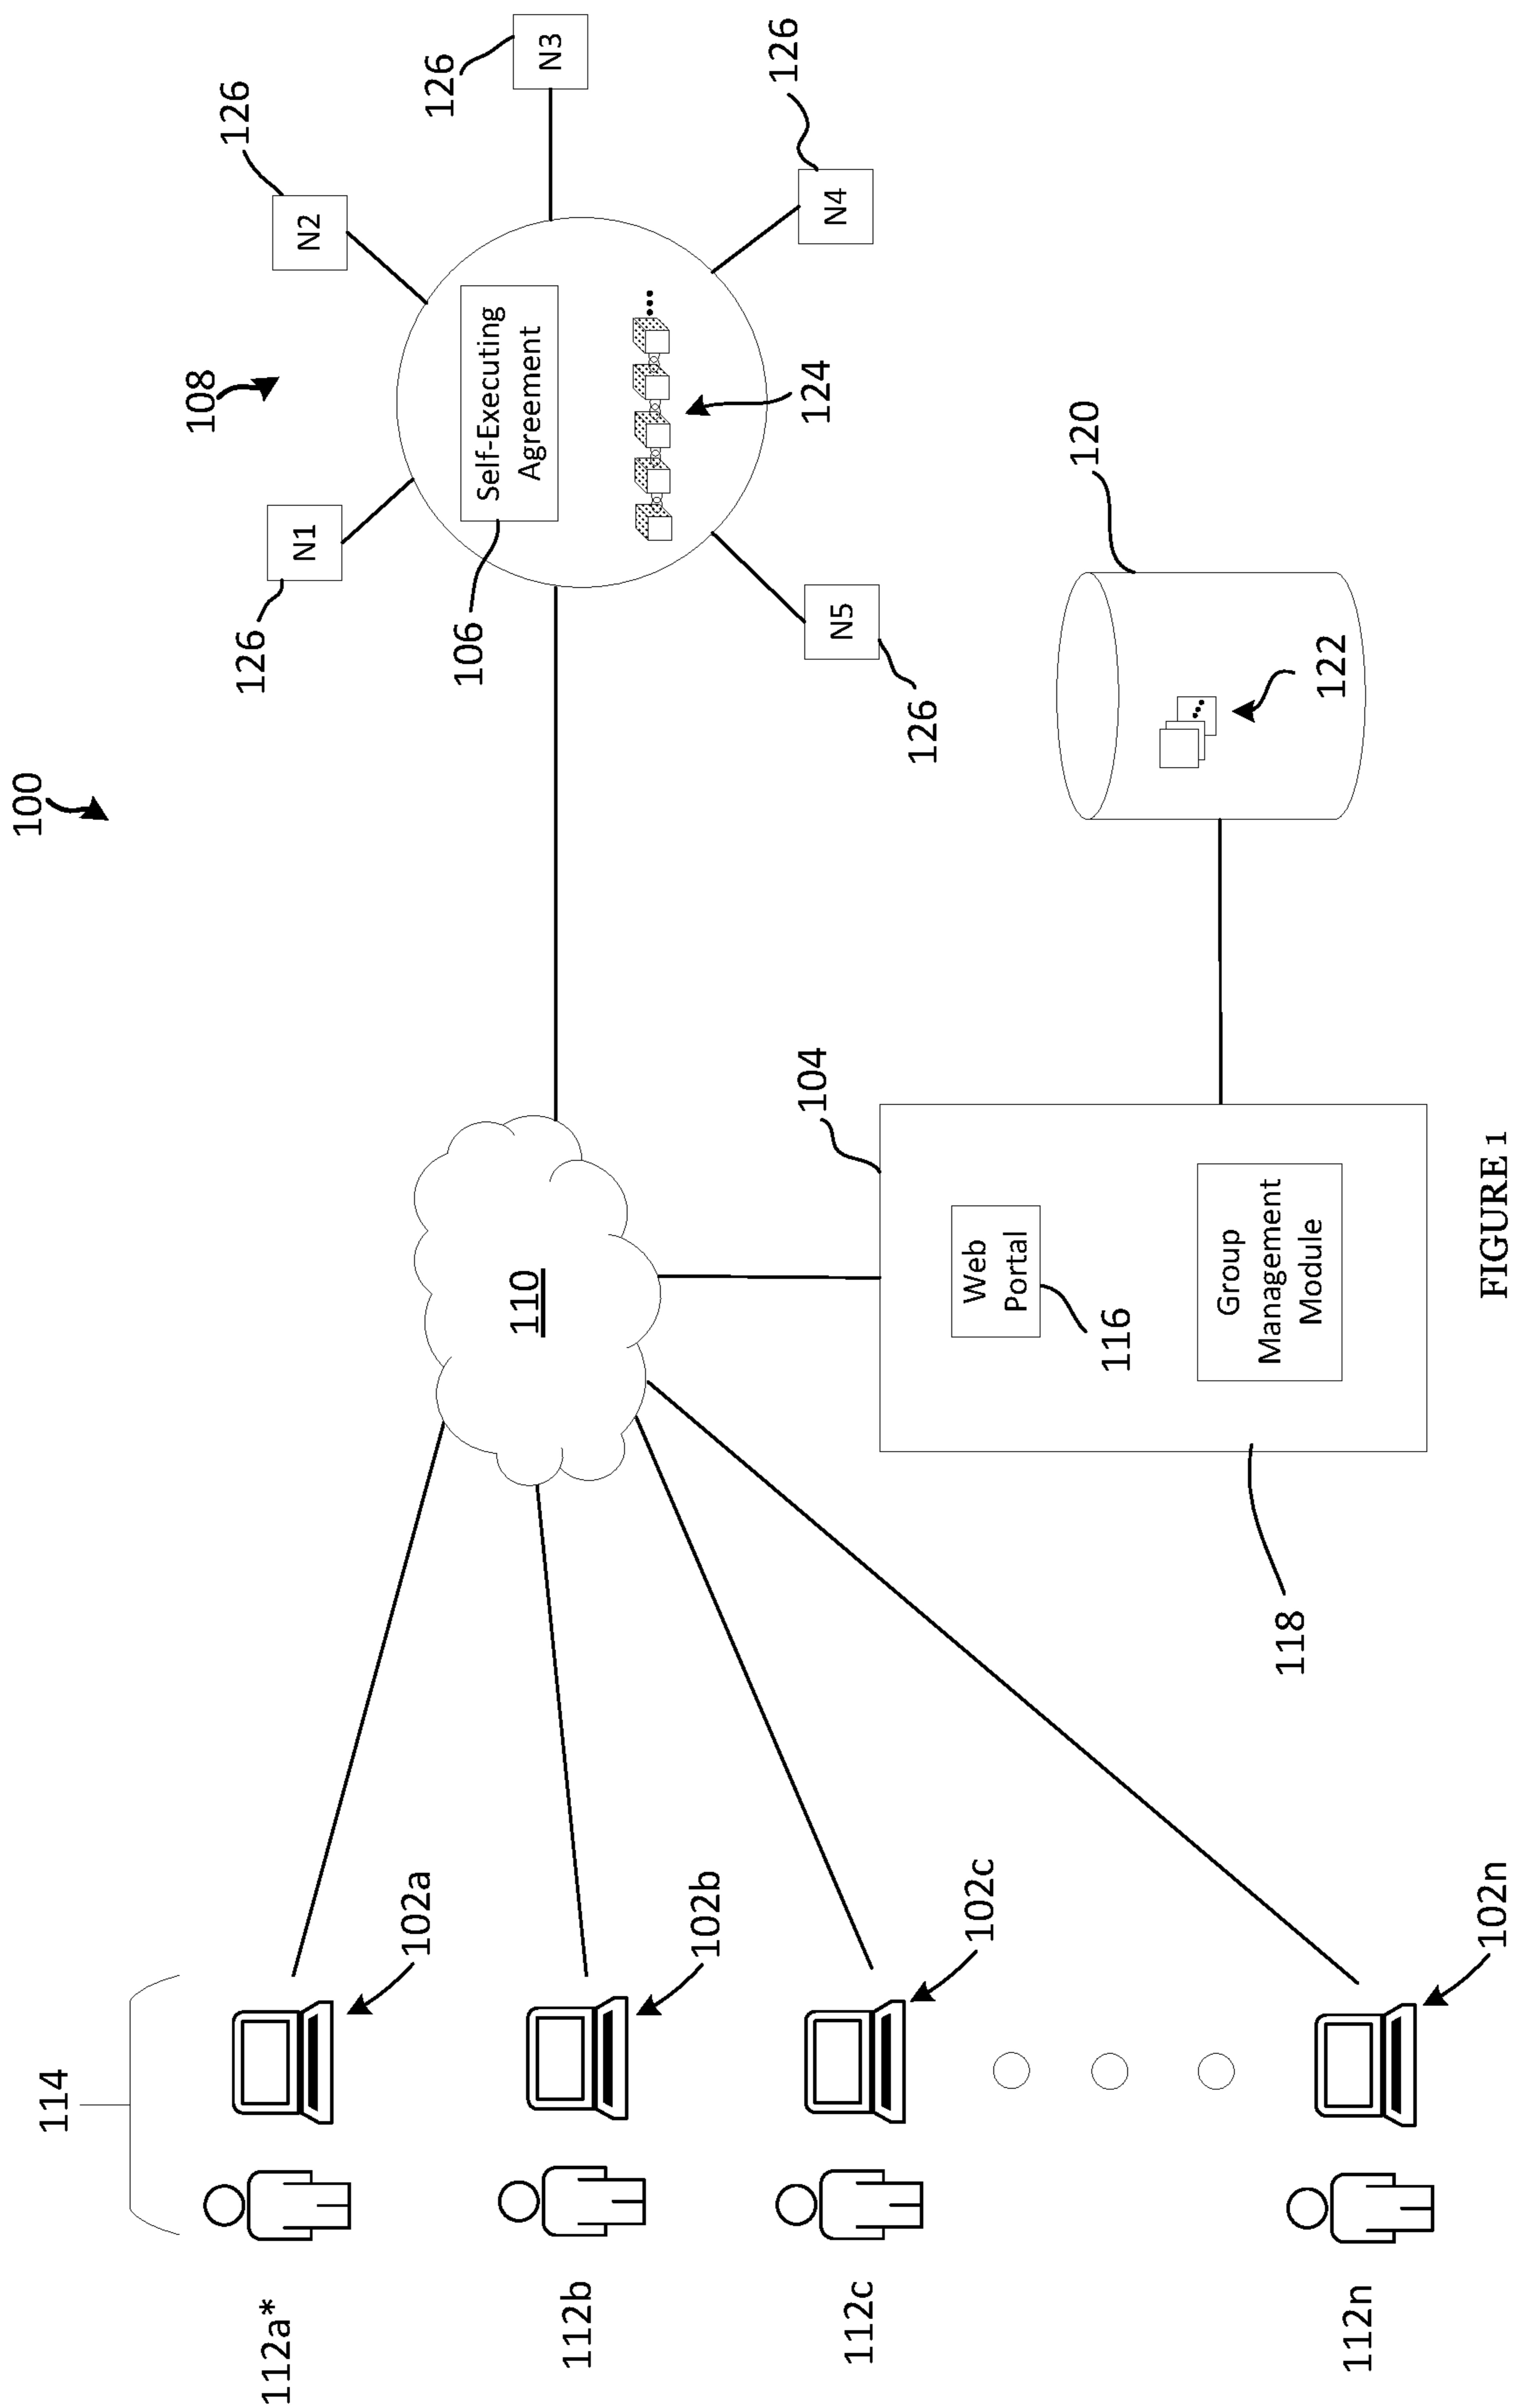 100
114
108
112a*
102a
112b
102b
112c
102c
112n
102n
110
104
Web
Portal
116
Group
Management
Module
118
120
122
126
N1
126
N2
126
N3
126
N4
126
N5
106
Self-Executing
Agreement
124
FIGURE 1